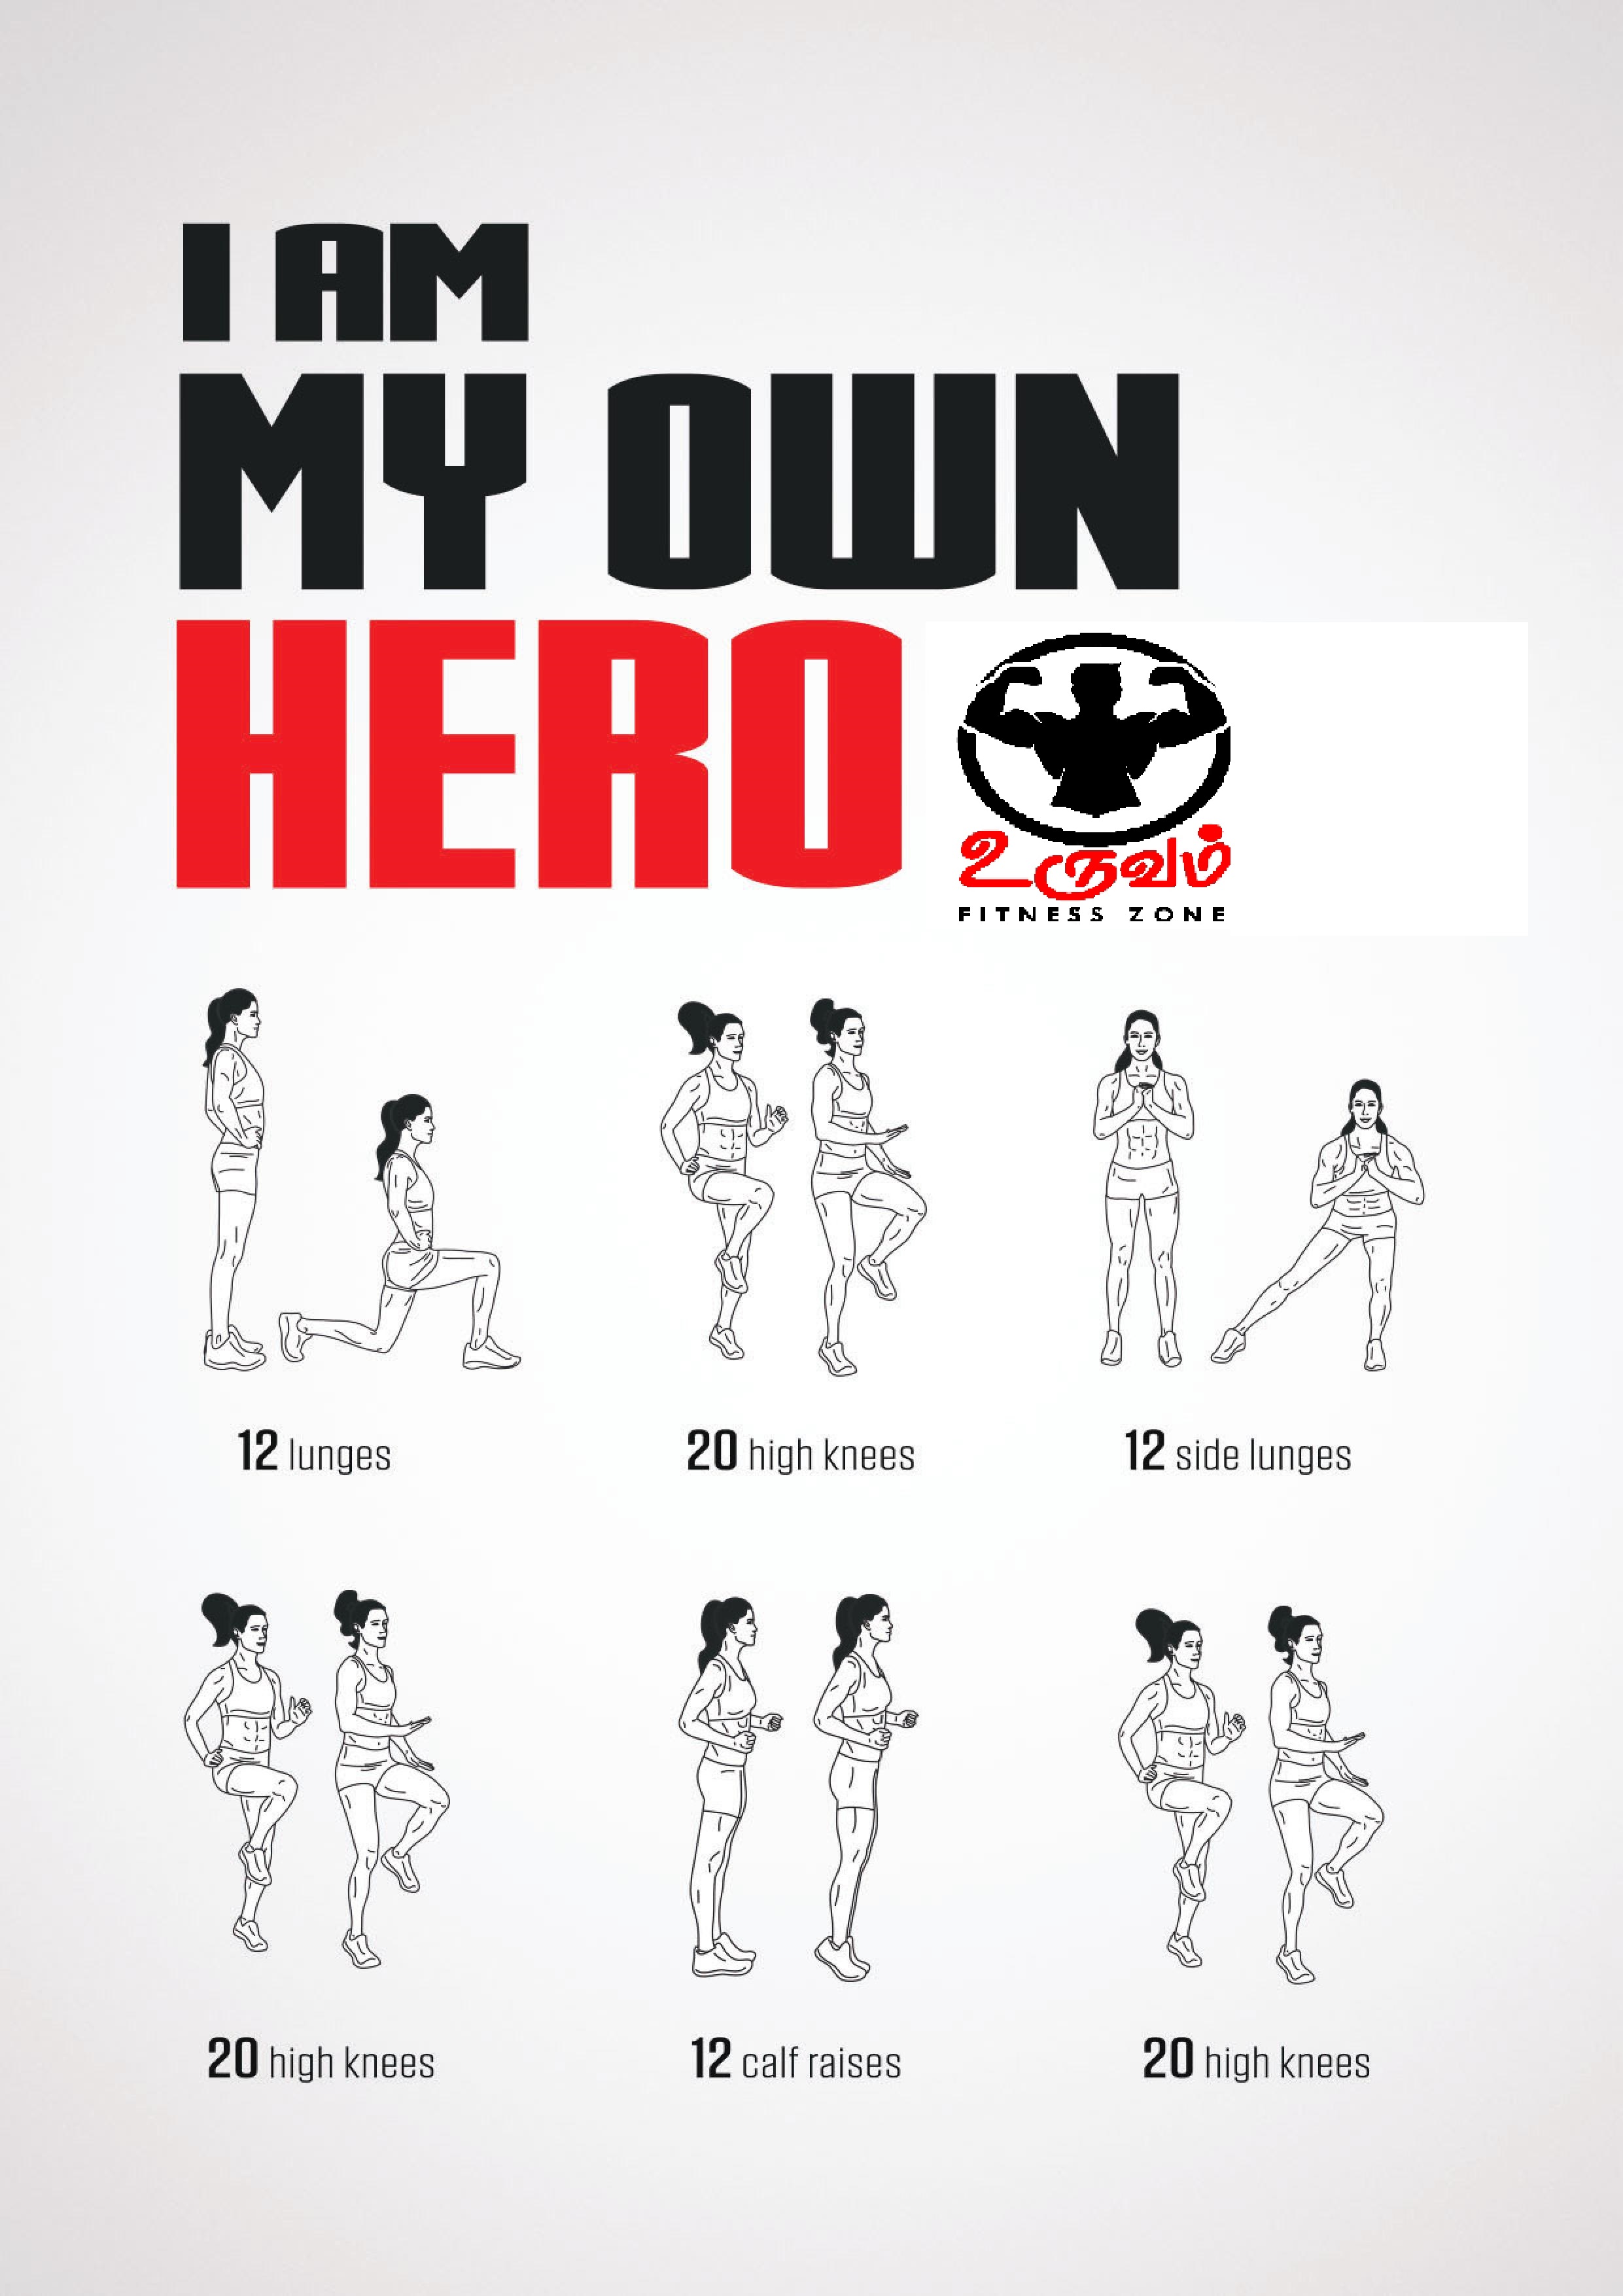 I AM
MY OWN
HERO
உருவம்
FITNESS ZONE
12 lunges
20 high knees
12 side lunges
20 high knees
12 calf raises
20 high knees